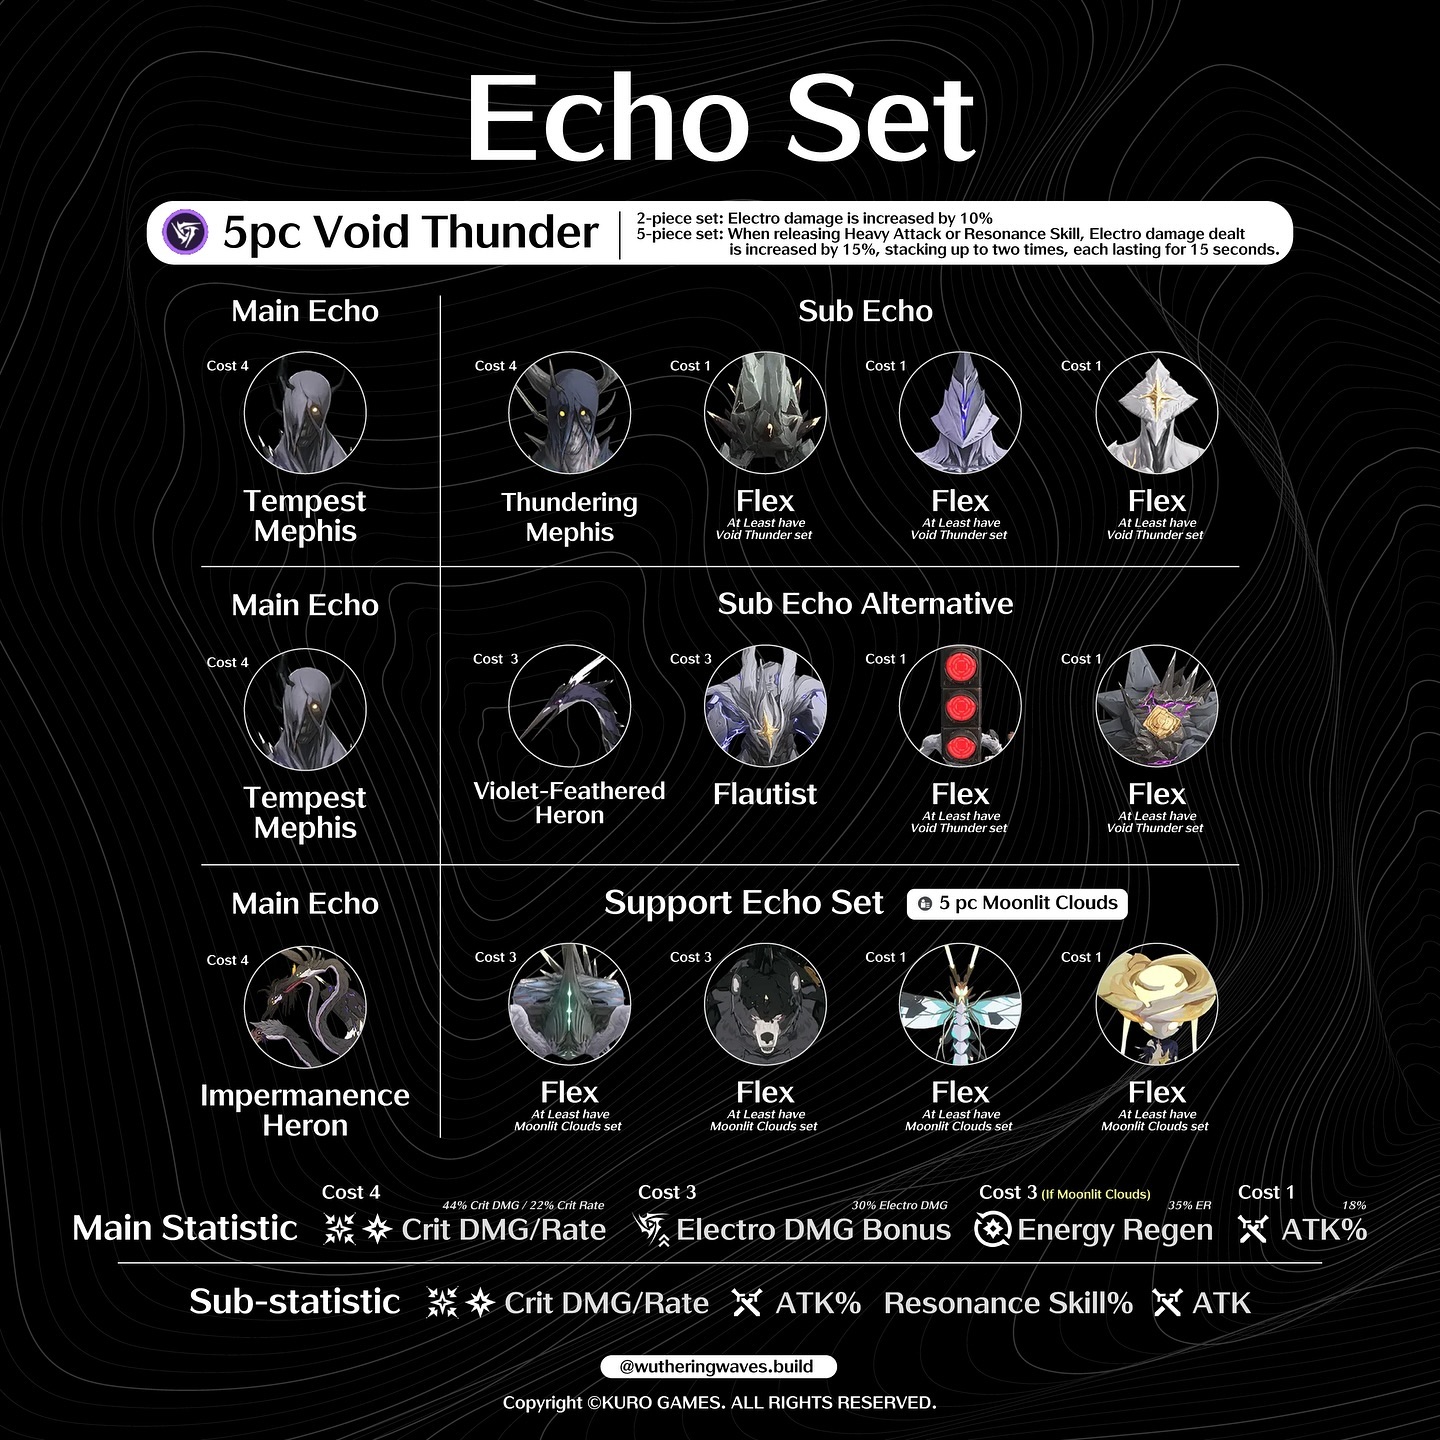 Echo Set
5pc Void Thunder
2-piece set: Electro damage is increased by 10%
5-piece set: When releasing Heavy Attack or Resonance Skill, Electro damage dealt
is increased by 15%, stacking up to two times, each lasting for 15 seconds.
Main Echo
Sub Echo
Cost 4
Cost 4
Cost 1
Cost 1
Cost 1
Tempest
Mephis
Thundering
Mephis
Flex
At Least have
Void Thunder set
Flex
At Least have
Void Thunder set
Flex
At Least have
Void Thunder set
Main Echo
Sub Echo Alternative
Cost 4
Cost 3
Cost 3
Cost 1
Cost 1
Tempest
Mephis
Violet-Feathered
Heron
Flautist
Flex
At Least have
Void Thunder set
Flex
At Least have
Void Thunder set
Main Echo
Support Echo Set
5 pc Moonlit Clouds
Cost 4
Cost 3
Cost 3
Cost 1
Cost 1
Impermanence
Heron
Flex
At Least have
Moonlit Clouds set
Flex
At Least have
Moonlit Clouds set
Flex
At Least have
Moonlit Clouds set
Flex
At Least have
Moonlit Clouds set
Main Statistic
Cost 4
44% Crit DMG / 22% Crit Rate
Crit DMG/Rate
Cost 3
30% Electro DMG
Electro DMG Bonus
Cost 3 (If Moonlit Clouds)
35% ER
Energy Regen
Cost 1
18%
ATK%
Sub-statistic
Crit DMG/Rate
ATK%
Resonance Skill%
ATK
@wutheringwaves.build
Copyright ©KURO GAMES. ALL RIGHTS RESERVED.